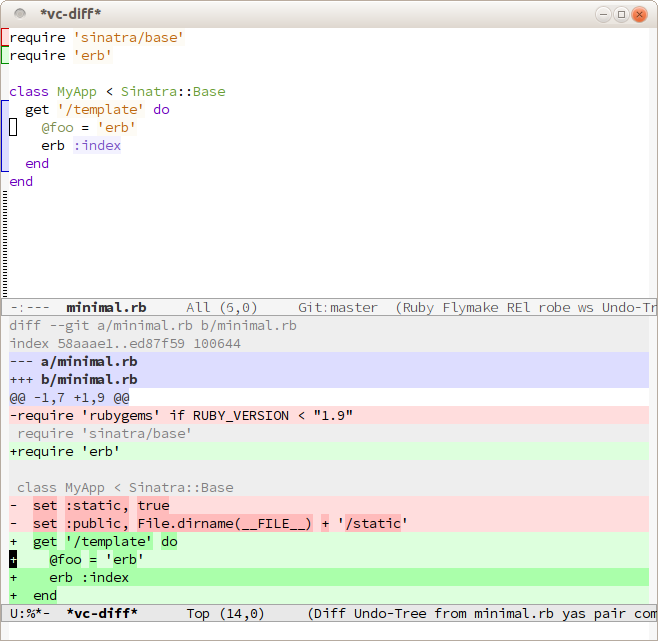 *vc-diff*
require 'sinatra/base'
require 'erb'
class MyApp < Sinatra::Base
  get '/template' do
    @foo = 'erb'
    erb :index
  end
end
-:---  minimal.rb     All (6,0)     Git:master  (Ruby Flymake REl robe ws Undo-Tr
diff --git a/minimal.rb b/minimal.rb
index 58aaae1..ed87f59 100644
--- a/minimal.rb
+++ b/minimal.rb
@@ -1,7 +1,9 @@
-require 'rubygems' if RUBY_VERSION < "1.9"
 require 'sinatra/base'
+require 'erb'
 class MyApp < Sinatra::Base
-  set :static, true
-  set :public, File.dirname(__FILE__) + '/static'
+  get '/template' do
+    @foo = 'erb'
+    erb :index
+  end
U:%*-  *vc-diff*      Top (14,0)     (Diff Undo-Tree from minimal.rb yas pair com